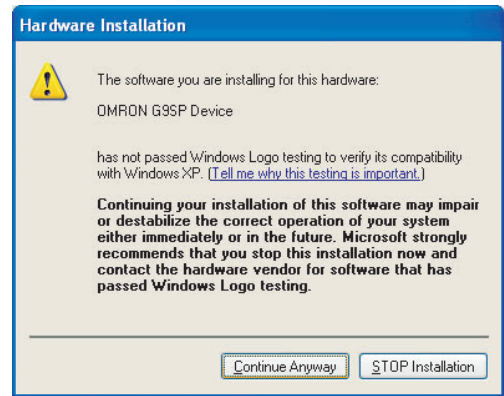 Hardware Installation
The software you are installing for this hardware:
OMRON G9SP Device
has not passed Windows Logo testing to verify its compatibility
with Windows XP. (Tell me why this testing is important.)
Continuing your installation of this software may impair
or destabilize the correct operation of your system
either immediately or in the future. Microsoft strongly
recommends that you stop this installation now and
contact the hardware vendor for software that has
passed Windows Logo testing.
Continue Anyway
STOP Installation